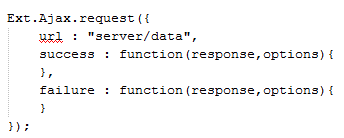 Ext.Ajax.request({
    url : "server/data",
    success : function(response,options){
    },
    failure : function(response,options){
    }
});